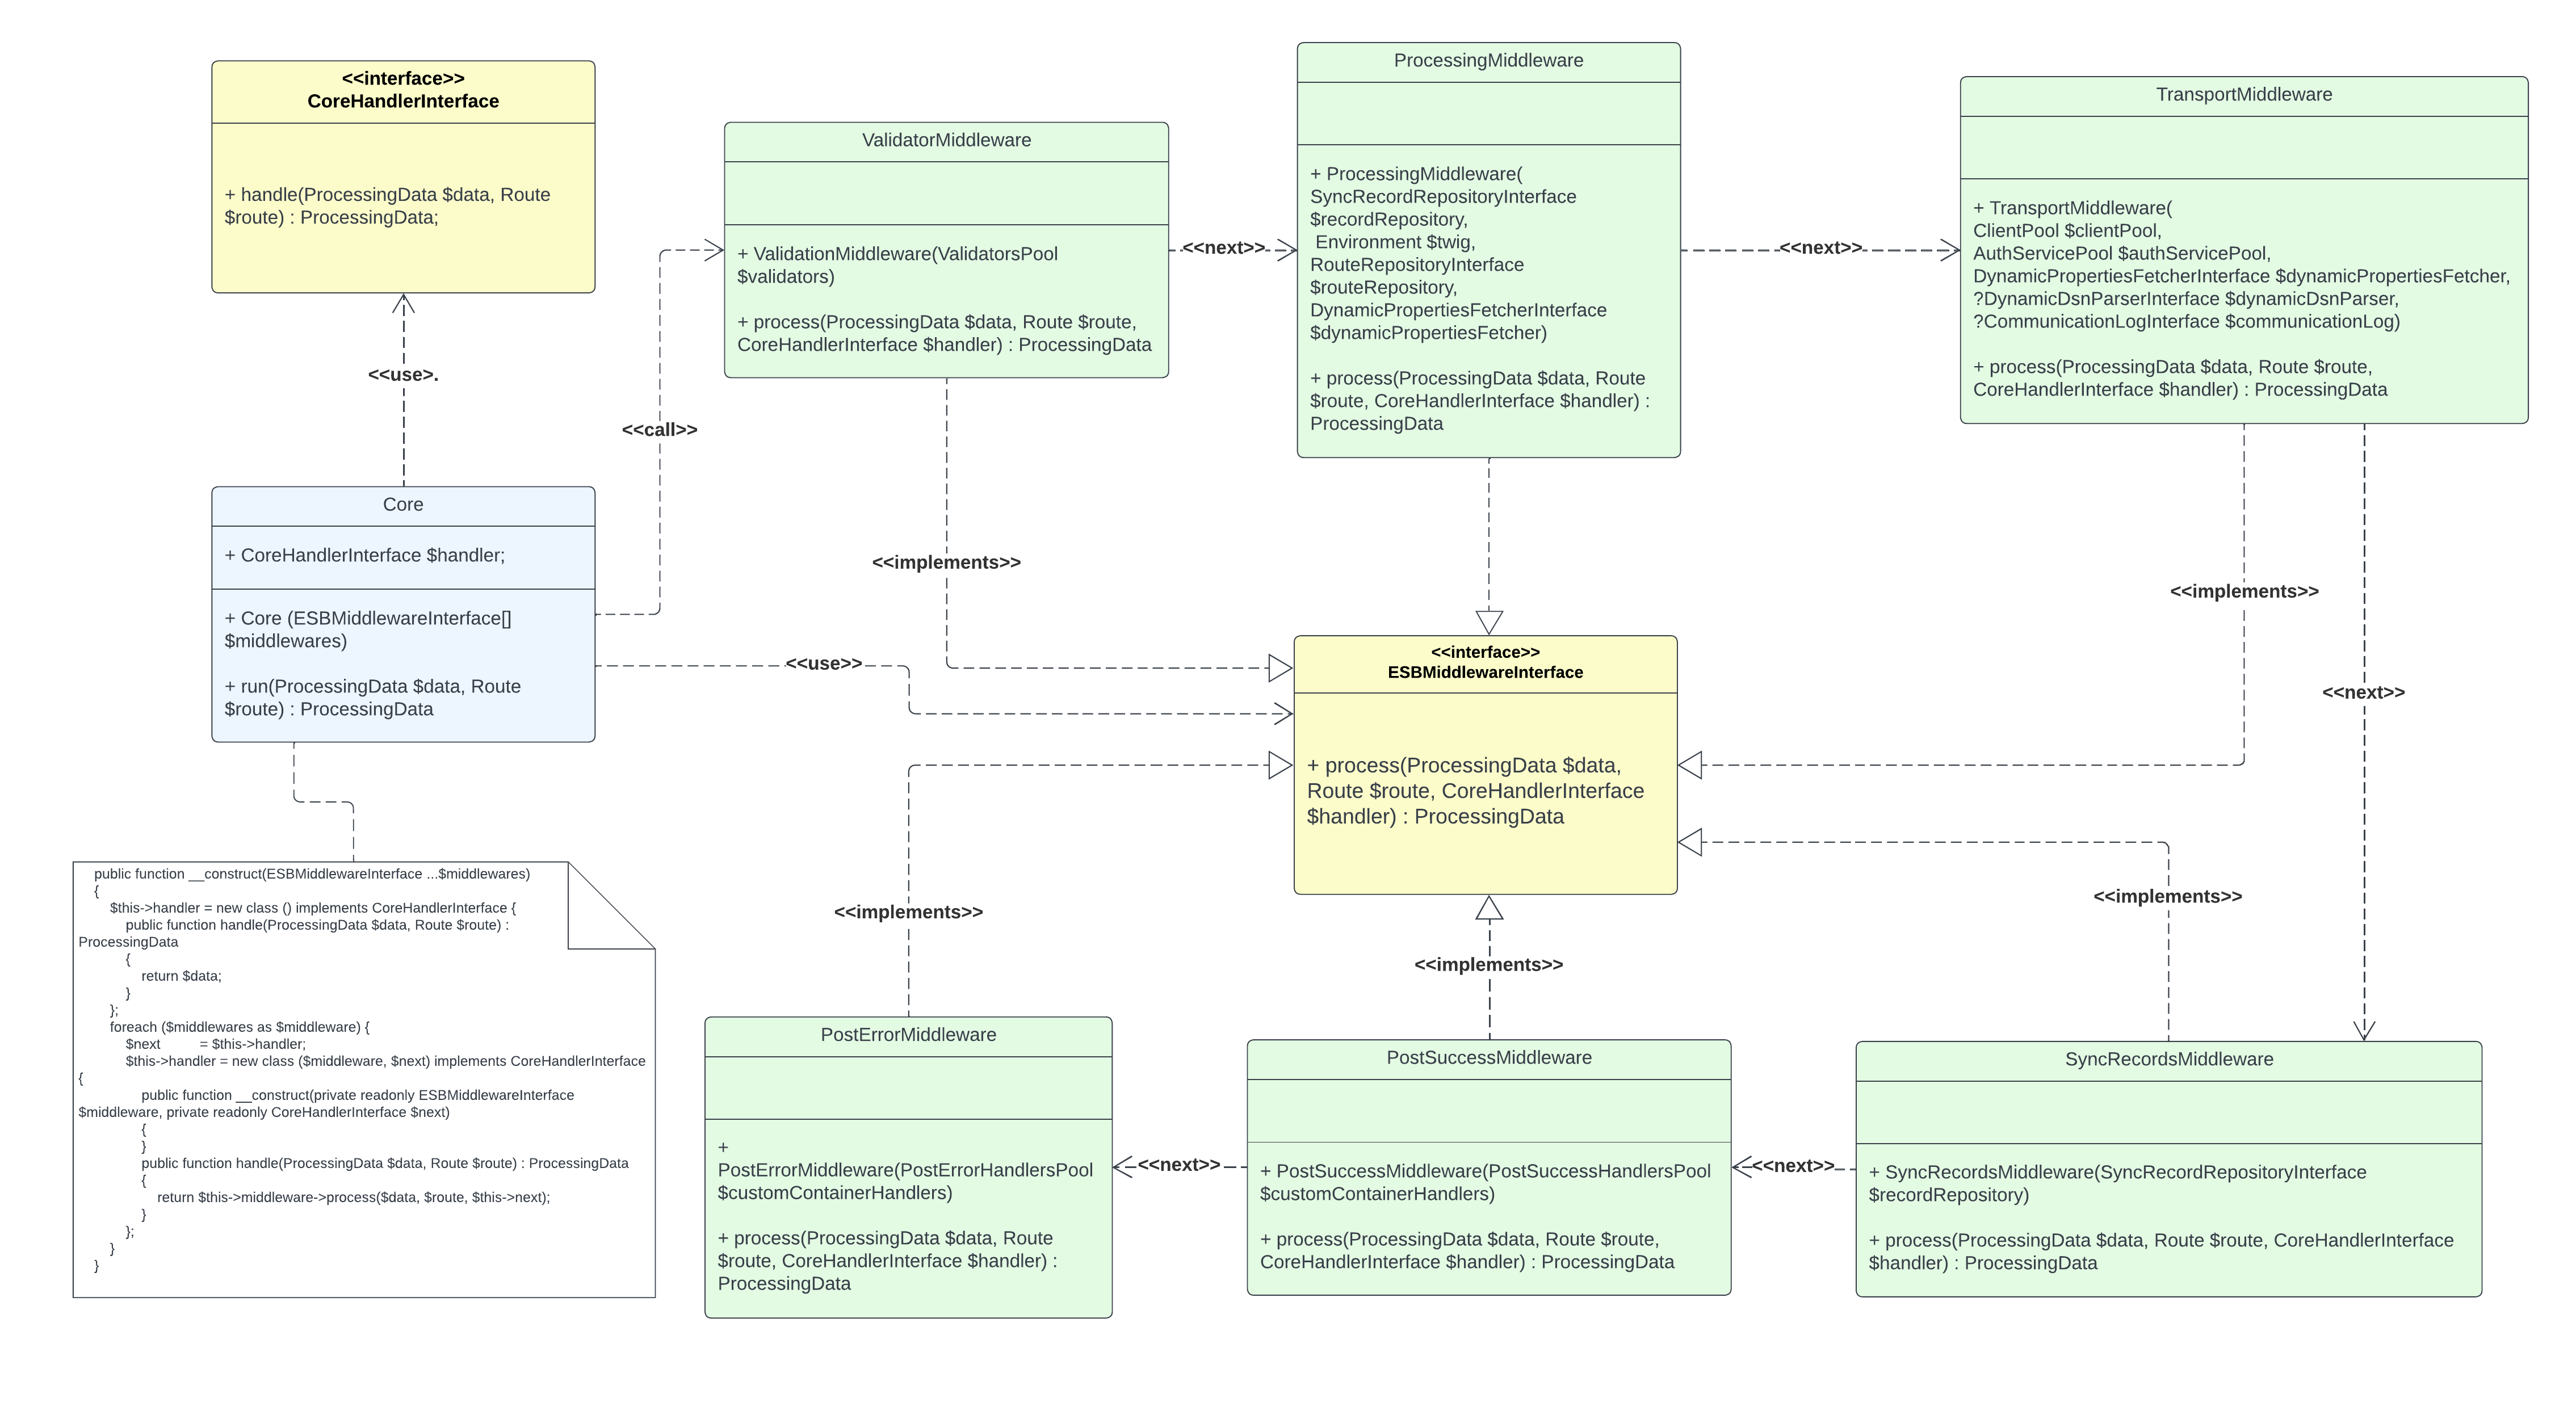 <<interface>>
CoreHandlerInterface
+ handle(ProcessingData $data, Route
$route) : ProcessingData;
<<use>.
Core
+ CoreHandlerInterface $handler;
+ Core (ESBMiddlewareInterface[]
$middlewares)
+ run(ProcessingData $data, Route
$route) : ProcessingData
<<call>>
<<use>>
public function __construct(ESBMiddlewareInterface ...$middlewares)
{
$this->handler = new class () implements CoreHandlerInterface {
public function handle(ProcessingData $data, Route $route) :
ProcessingData
{
return $data;
}
};
foreach ($middlewares as $middleware) {
$next = $this->handler;
$this->handler = new class ($middleware, $next) implements CoreHandlerInterface
{
public function __construct(private readonly ESBMiddlewareInterface
$middleware, private readonly CoreHandlerInterface $next)
{
}
public function handle(ProcessingData $data, Route $route) : ProcessingData
{
return $this->middleware->process($data, $route, $this->next);
}
};
}
}
ValidatorMiddleware
+ ValidationMiddleware(ValidatorsPool
$validators)
+ process(ProcessingData $data, Route $route,
CoreHandlerInterface $handler) : ProcessingData
<<next>>
<<implements>>
ProcessingMiddleware
+ ProcessingMiddleware(
SyncRecordRepositoryInterface
$recordRepository,
Environment $twig,
RouteRepositoryInterface
$routeRepository,
DynamicPropertiesFetcherInterface
$dynamicPropertiesFetcher)
+ process(ProcessingData $data, Route
$route, CoreHandlerInterface $handler) :
ProcessingData
<<next>>
TransportMiddleware
+ TransportMiddleware(
ClientPool $clientPool,
AuthServicePool $authServicePool,
DynamicPropertiesFetcherInterface $dynamicPropertiesFetcher,
?DynamicDsnParserInterface $dynamicDsnParser,
?CommunicationLogInterface $communicationLog)
+ process(ProcessingData $data, Route $route,
CoreHandlerInterface $handler) : ProcessingData
<<implements>>
<<next>>
<<interface>>
ESBMiddlewareInterface
+ process(ProcessingData $data,
Route $route, CoreHandlerInterface
$handler) : ProcessingData
<<implements>>
<<implements>>
<<implements>>
PostErrorMiddleware
+
PostErrorMiddleware(PostErrorHandlersPool
$customContainerHandlers)
+ process(ProcessingData $data, Route
$route, CoreHandlerInterface $handler) :
ProcessingData
<<next>>
PostSuccessMiddleware
+ PostSuccessMiddleware(PostSuccessHandlersPool
$customContainerHandlers)
+ process(ProcessingData $data, Route $route,
CoreHandlerInterface $handler) : ProcessingData
<<next>>
SyncRecordsMiddleware
+ SyncRecordsMiddleware(SyncRecordRepositoryInterface
$recordRepository)
+ process(ProcessingData $data, Route $route, CoreHandlerInterface
$handler) : ProcessingData